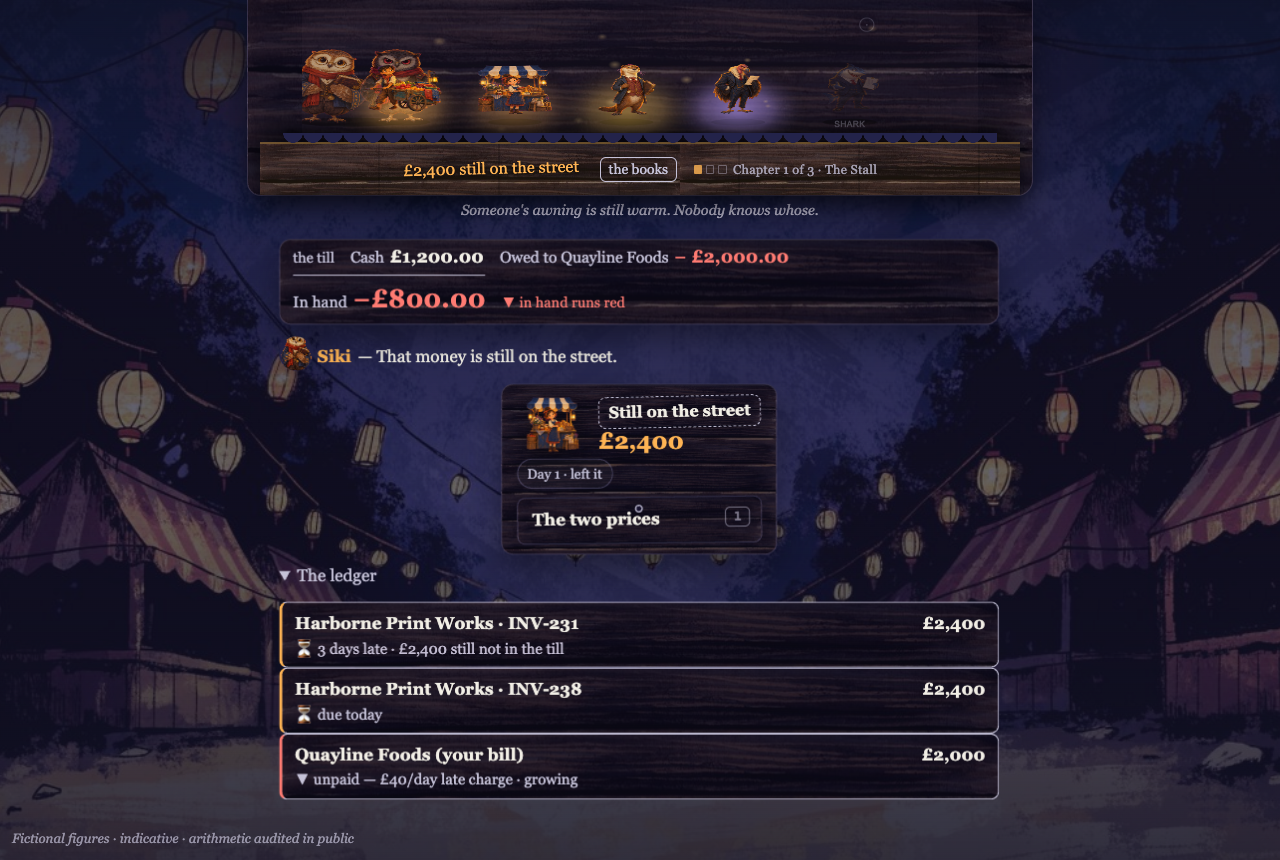 SHARK
£2,400 still on the street the books Chapter 1 of 3 · The Stall
Someone's awning is still warm. Nobody knows whose.
the till Cash £1,200.00 Owed to Quayline Foods – £2,000.00
In hand –£800.00 ▼ in hand runs red
Siki — That money is still on the street.
Still on the street
£2,400
Day 1 · left it
The two prices 1
▼ The ledger
Harborne Print Works · INV-231 £2,400
⏳ 3 days late · £2,400 still not in the till
Harborne Print Works · INV-238 £2,400
⏳ due today
Quayline Foods (your bill) £2,000
▼ unpaid — £40/day late charge · growing
Fictional figures · indicative · arithmetic audited in public